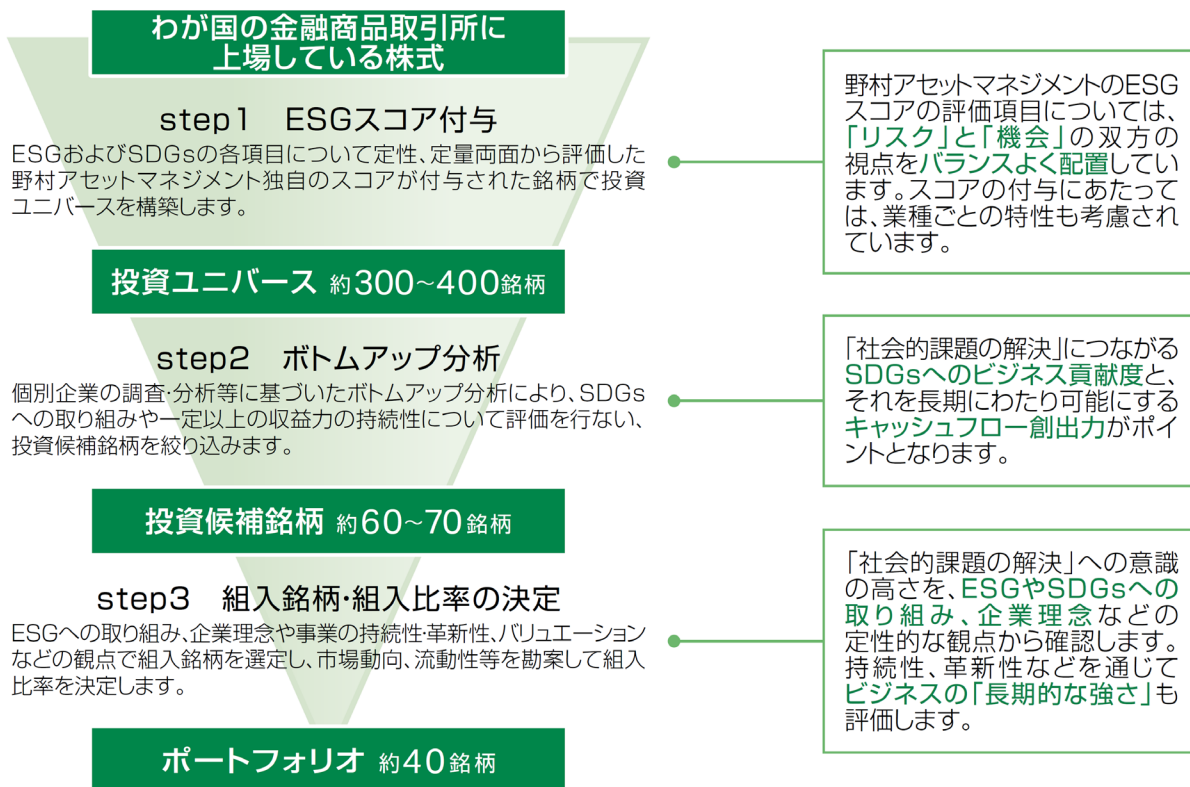 わが国の金融商品取引所に
上場している株式
step1 ESGスコア付与
ESGおよびSDGsの各項目について定性、定量両面から評価した
野村アセットマネジメント独自のスコアが付与された銘柄で投資
ユニバースを構築します。
野村アセットマネジメントのESG
スコアの評価項目については、
「リスク」と「機会」の双方の
視点をバランスよく配置してい
ます。スコアの付与にあたって
は、業種ごとの特性も考慮され
ています。
投資ユニバース 約300～400銘柄
step2 ボトムアップ分析
個別企業の調査・分析等に基づいたボトムアップ分析により、SDGs
への取り組みや一定以上の収益力の持続性について評価を行ない、
投資候補銘柄を絞り込みます。
「社会的課題の解決」につながる
SDGsへのビジネス貢献度と、
それを長期にわたり可能にする
キャッシュフロー創出力がポイ
ントとなります。
投資候補銘柄 約60～70銘柄
step3 組入銘柄・組入比率の決定
ESGへの取り組み、企業理念や事業の持続性・革新性、バリュエーション
などの観点で組入銘柄を選定し、市場動向、流動性等を勘案して組入
比率を決定します。
「社会的課題の解決」への意識
の高さを、ESGやSDGsへの
取り組み、企業理念などの
定性的な観点から確認します。
持続性、革新性などを通じて
ビジネスの「長期的な強さ」も
評価します。
ポートフォリオ 約40銘柄